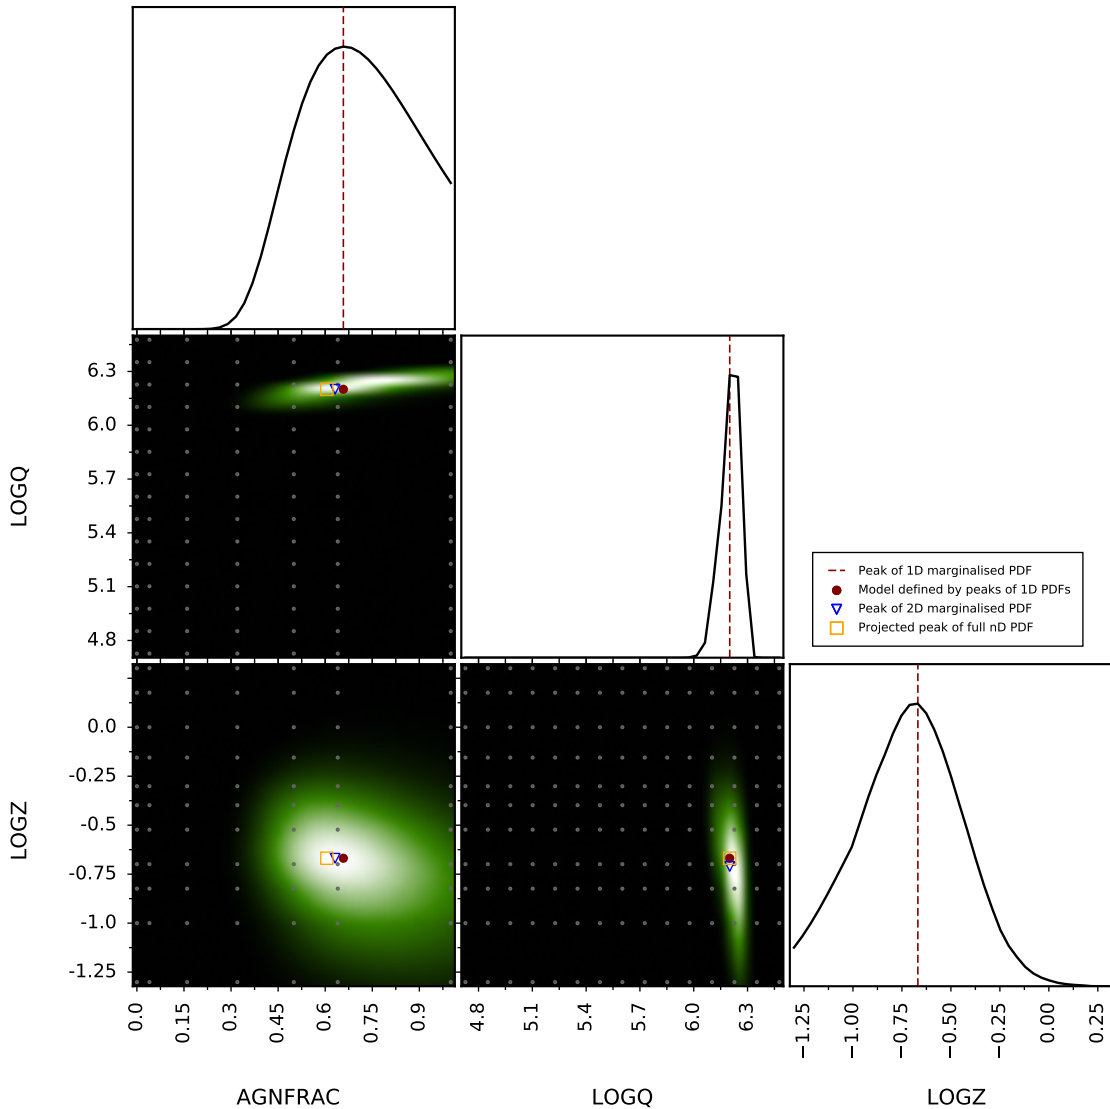 6.3
6.0
5.7
5.4
5.1
4.8
LOGQ
Peak of 1D marginalised PDF
Model defined by peaks of 1D PDFs
Peak of 2D marginalised PDF
Projected peak of full nD PDF
0.0
-0.25
-0.5
-0.75
-1.0
-1.25
LOGZ
0.0 0.15 0.3 0.45 0.6 0.75 0.9
4.8 5.1 5.4 5.7 6.0 6.3
−1.25 −1.00 −0.75 −0.50 −0.25 0.00 0.25
AGNFRAC LOGQ LOGZ